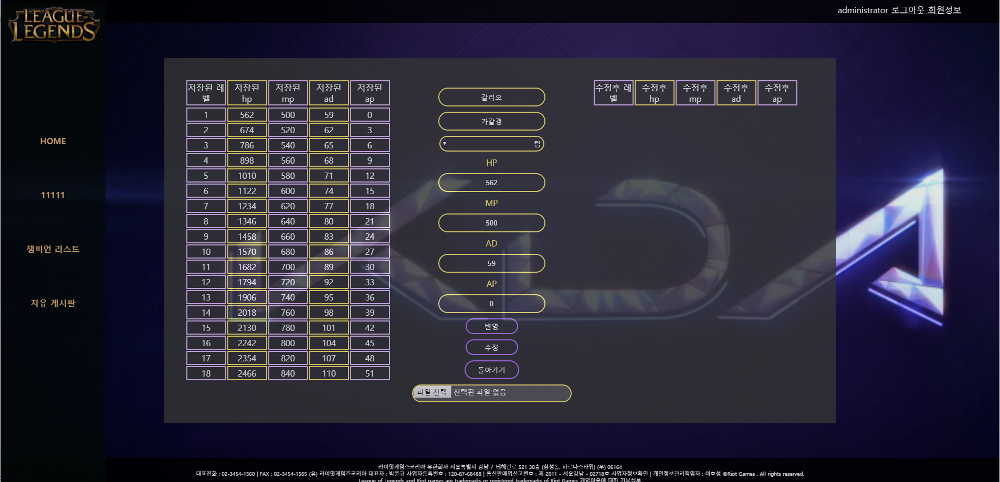 LEAGUE OF
LEGENDS
administrator 로그아웃 회원정보
HOME
11111
챔피언 리스트
자유 게시판
저장된 레벨 저장된 hp 저장된 mp 저장된 ad 저장된 ap
1 562 500 59 0
2 674 520 62 3
3 786 540 65 6
4 898 560 68 9
5 1010 580 71 12
6 1122 600 74 15
7 1234 620 77 18
8 1346 640 80 21
9 1458 660 83 24
10 1570 680 86 27
11 1682 700 89 30
12 1794 720 92 33
13 1906 740 95 36
14 2018 760 98 39
15 2130 780 101 42
16 2242 800 104 45
17 2354 820 107 48
18 2466 840 110 51
갈리오
가갈갱
탑
HP
562
MP
500
AD
59
AP
0
반영
수정
돌아가기
파일 선택 선택된 파일 없음
수정후 레벨 수정후 hp 수정후 mp 수정후 ad 수정후 ap
라이엇게임즈코리아 유한회사 서울특별시 강남구 테헤란로 521 30층 (삼성동, 파르나스타워) (우) 06164
대표전화 : 02-3454-1560 | FAX : 02-3454-1565 (유) 라이엇게임즈코리아 대표자 : 박준규 사업자등록번호 : 120-87-68488 | 통신판매업신고번호 : 제 2011 - 서울강남 - 02718호 사업자정보확인 | 개인정보관리책임자 : 이효성 ©Riot Games . All rights reserved.
League of Legends and Riot games are trademarks or registered trademarks of Riot Games 게임이용에 대한 기본정보